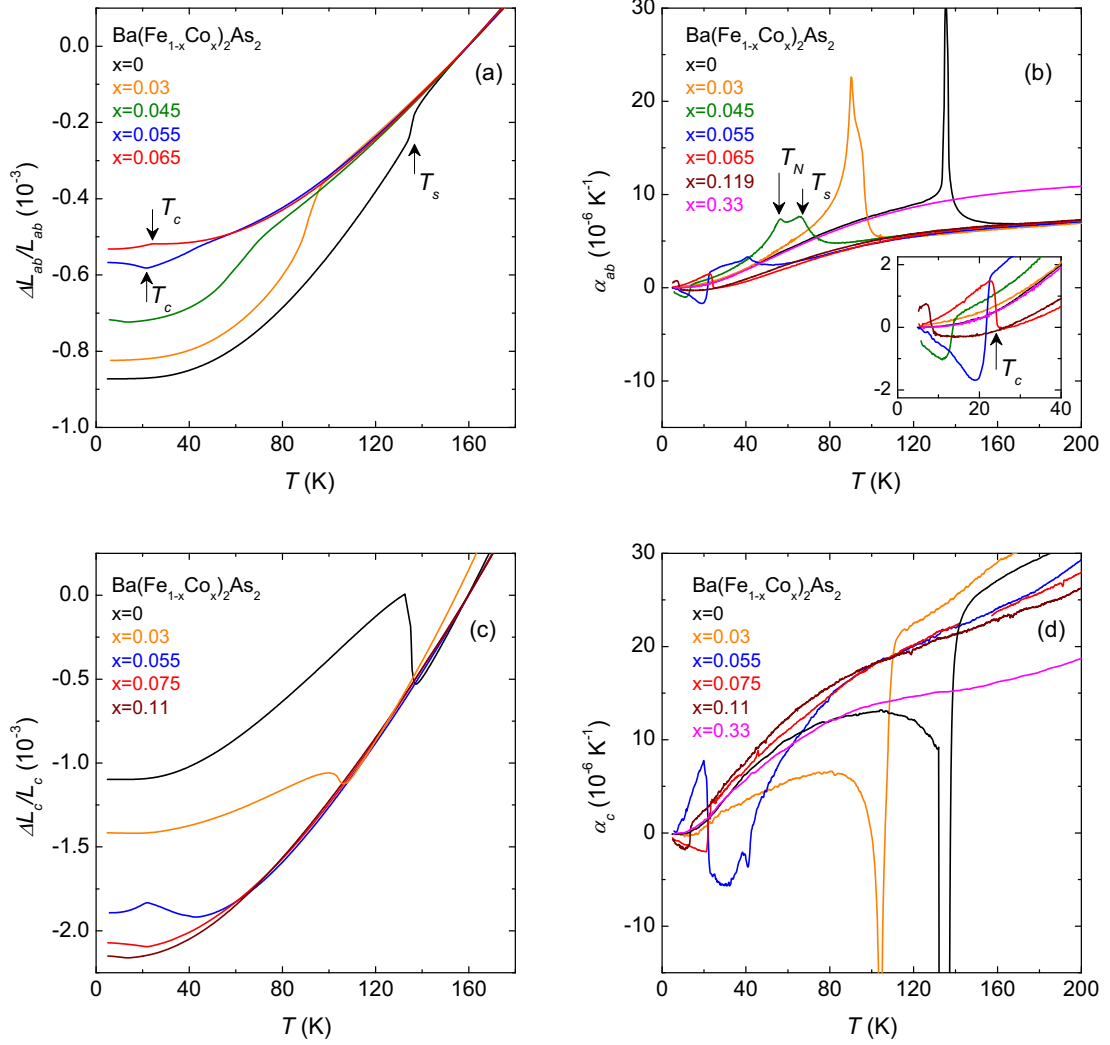 Ba(Fe1-xCox)2As2
x=0
x=0.03
x=0.045
x=0.055
x=0.065
(a)
Tc
Tc
Ts
0.0
-0.2
-0.4
-0.6
-0.8
-1.0
0 40 80 120 160
T (K)
ΔLab/Lab (10-3)
Ba(Fe1-xCox)2As2
x=0
x=0.03
x=0.045
x=0.055
x=0.065
x=0.119
x=0.33
(b)
TN
Ts
30
20
10
0
-10
0 40 80 120 160 200
T (K)
αab (10-6 K-1)
2
0
-2
0 20 40
Tc
Ba(Fe1-xCox)2As2
x=0
x=0.03
x=0.055
x=0.075
x=0.11
(c)
0.0
-0.5
-1.0
-1.5
-2.0
0 40 80 120 160
T (K)
ΔLc/Lc (10-3)
Ba(Fe1-xCox)2As2
x=0
x=0.03
x=0.055
x=0.075
x=0.11
x=0.33
(d)
30
20
10
0
-10
0 40 80 120 160 200
T (K)
αc (10-6 K-1)